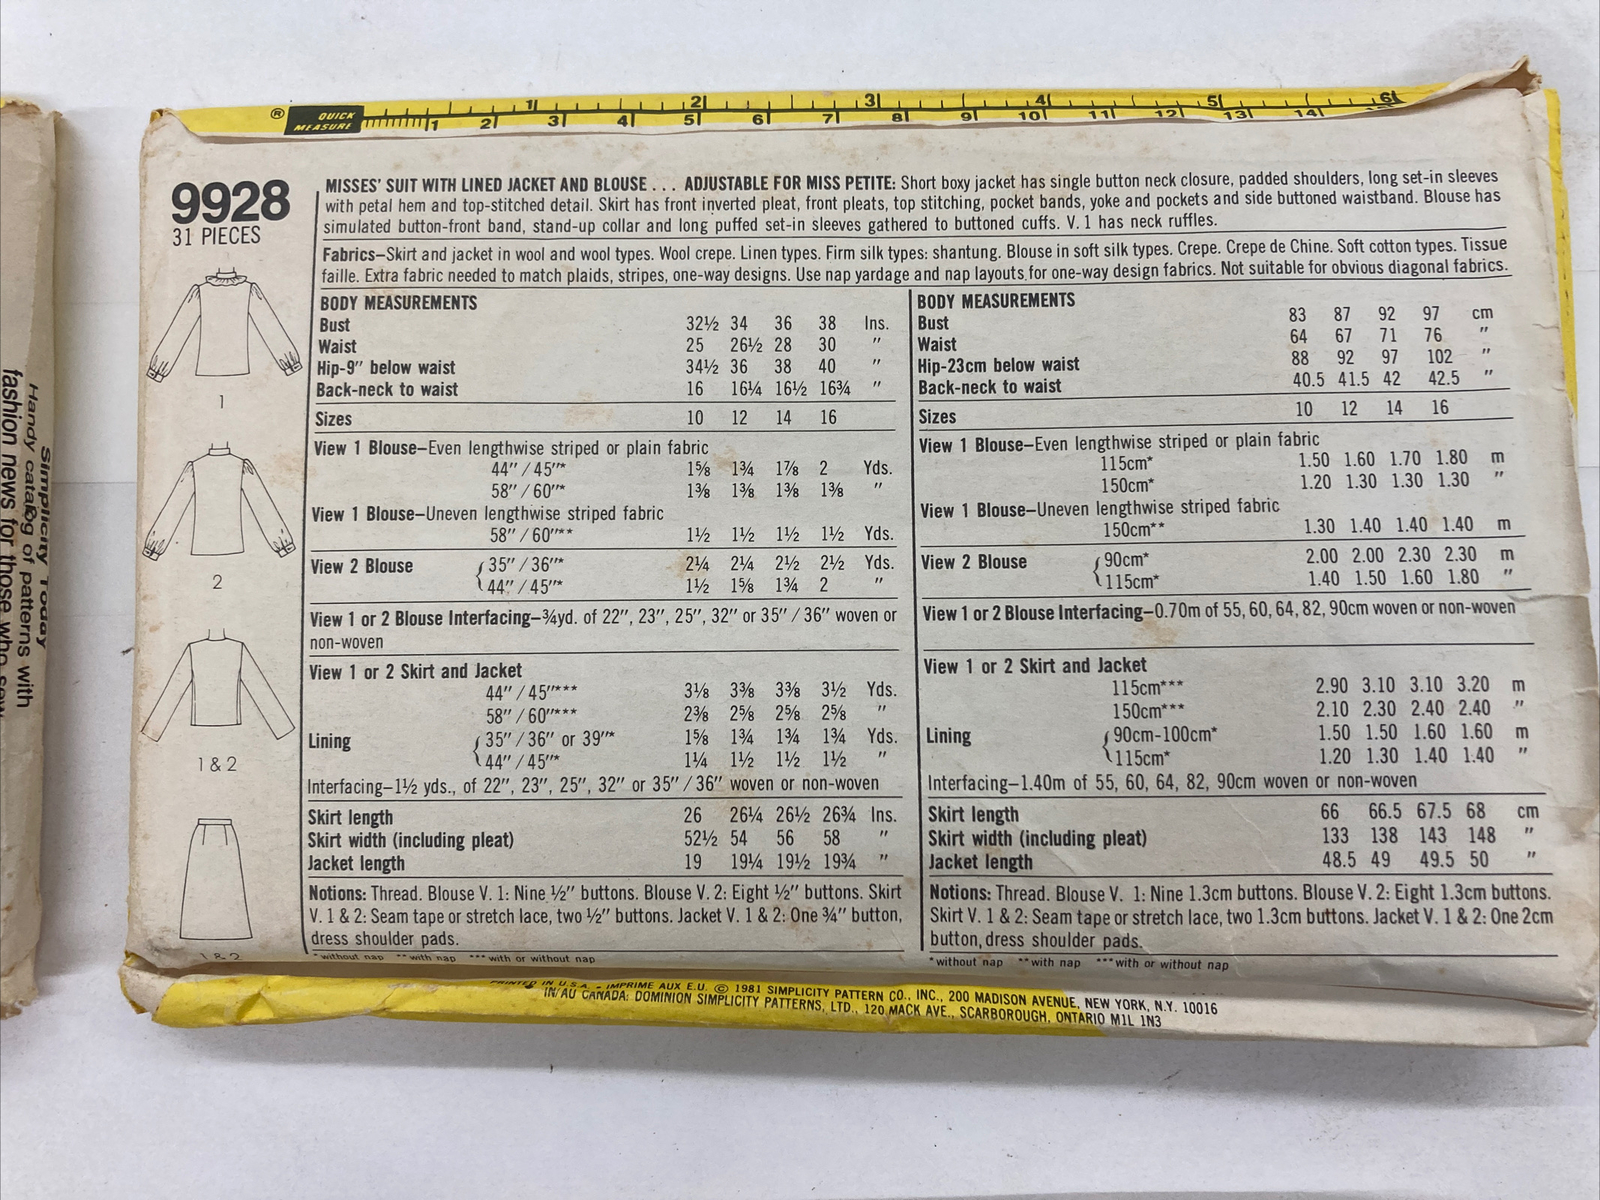 ® QUICK MEASURE 1 2 3 4 5 6
1 2 3 4 5 6 7 8 9 10 11 12 13 14
9928
31 PIECES
MISSES' SUIT WITH LINED JACKET AND BLOUSE . . . ADJUSTABLE FOR MISS PETITE: Short boxy jacket has single button neck closure, padded shoulders, long set-in sleeves
with petal hem and top-stitched detail. Skirt has front inverted pleat, front pleats, top stitching, pocket bands, yoke and pockets and side buttoned waistband. Blouse has
simulated button-front band, stand-up collar and long puffed set-in sleeves gathered to buttoned cuffs. V. 1 has neck ruffles.
Fabrics–Skirt and jacket in wool and wool types. Wool crepe. Linen types. Firm silk types: shantung. Blouse in soft silk types. Crepe. Crepe de Chine. Soft cotton types. Tissue
faille. Extra fabric needed to match plaids, stripes, one-way designs. Use nap yardage and nap layouts for one-way design fabrics. Not suitable for obvious diagonal fabrics.
1
2
1 & 2
1 & 2
BODY MEASUREMENTS
Bust 32½ 34 36 38 Ins.
Waist 25 26½ 28 30 ″
Hip-9″ below waist 34½ 36 38 40 ″
Back-neck to waist 16 16¼ 16½ 16¾ ″
Sizes 10 12 14 16
View 1 Blouse–Even lengthwise striped or plain fabric
44″ / 45″* 1⅝ 1¾ 1⅞ 2 Yds.
58″ / 60″* 1⅜ 1⅜ 1⅜ 1⅜ ″
View 1 Blouse–Uneven lengthwise striped fabric
58″ / 60″** 1½ 1½ 1½ 1½ Yds.
View 2 Blouse { 35″ / 36″* 2¼ 2¼ 2½ 2½ Yds.
44″ / 45″* 1½ 1⅝ 1¾ 2 ″
View 1 or 2 Blouse Interfacing–¾yd. of 22″, 23″, 25″, 32″ or 35″ / 36″ woven or
non-woven
View 1 or 2 Skirt and Jacket
44″ / 45″*** 3⅛ 3⅜ 3⅜ 3½ Yds.
58″ / 60″*** 2⅜ 2⅝ 2⅝ 2⅝ ″
Lining { 35″ / 36″ or 39″* 1⅝ 1¾ 1¾ 1¾ Yds.
44″ / 45″* 1¼ 1½ 1½ 1½ ″
Interfacing–1½ yds., of 22″, 23″, 25″, 32″ or 35″ / 36″ woven or non-woven
Skirt length 26 26¼ 26½ 26¾ Ins.
Skirt width (including pleat) 52½ 54 56 58 ″
Jacket length 19 19¼ 19½ 19¾ ″
Notions: Thread. Blouse V. 1: Nine ½″ buttons. Blouse V. 2: Eight ½″ buttons. Skirt
V. 1 & 2: Seam tape or stretch lace, two ½″ buttons. Jacket V. 1 & 2: One ¾″ button,
dress shoulder pads.
* without nap ** with nap *** with or without nap
BODY MEASUREMENTS
Bust 83 87 92 97 cm
Waist 64 67 71 76 ″
Hip-23cm below waist 88 92 97 102 ″
Back-neck to waist 40.5 41.5 42 42.5 ″
Sizes 10 12 14 16
View 1 Blouse–Even lengthwise striped or plain fabric
115cm* 1.50 1.60 1.70 1.80 m
150cm* 1.20 1.30 1.30 1.30 ″
View 1 Blouse–Uneven lengthwise striped fabric
150cm** 1.30 1.40 1.40 1.40 m
View 2 Blouse { 90cm* 2.00 2.00 2.30 2.30 m
115cm* 1.40 1.50 1.60 1.80 ″
View 1 or 2 Blouse Interfacing–0.70m of 55, 60, 64, 82, 90cm woven or non-woven
View 1 or 2 Skirt and Jacket
115cm*** 2.90 3.10 3.10 3.20 m
150cm*** 2.10 2.30 2.40 2.40 ″
Lining { 90cm-100cm* 1.50 1.50 1.60 1.60 m
115cm* 1.20 1.30 1.40 1.40 ″
Interfacing–1.40m of 55, 60, 64, 82, 90cm woven or non-woven
Skirt length 66 66.5 67.5 68 cm
Skirt width (including pleat) 133 138 143 148 ″
Jacket length 48.5 49 49.5 50 ″
Notions: Thread. Blouse V. 1: Nine 1.3cm buttons. Blouse V. 2: Eight 1.3cm buttons.
Skirt V. 1 & 2: Seam tape or stretch lace, two 1.3cm buttons. Jacket V. 1 & 2: One 2cm
button, dress shoulder pads.
* without nap ** with nap *** with or without nap
PRINTED IN U.S.A. - IMPRIME AUX E.U. © 1981 SIMPLICITY PATTERN CO., INC., 200 MADISON AVENUE, NEW YORK, N.Y. 10016
IN/AU CANADA: DOMINION SIMPLICITY PATTERNS, LTD., 120 MACK AVE., SCARBOROUGH, ONTARIO M1L 1N3
Simplicity Today
Handy catalog of patterns with
fashion news for those who sew